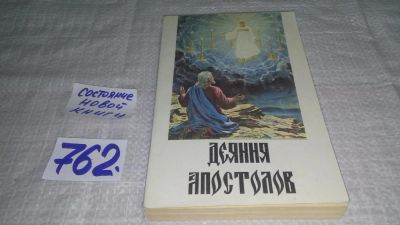 состояние
новой
книги
762.
ДЕЯНИЯ
АПОСТОЛОВ